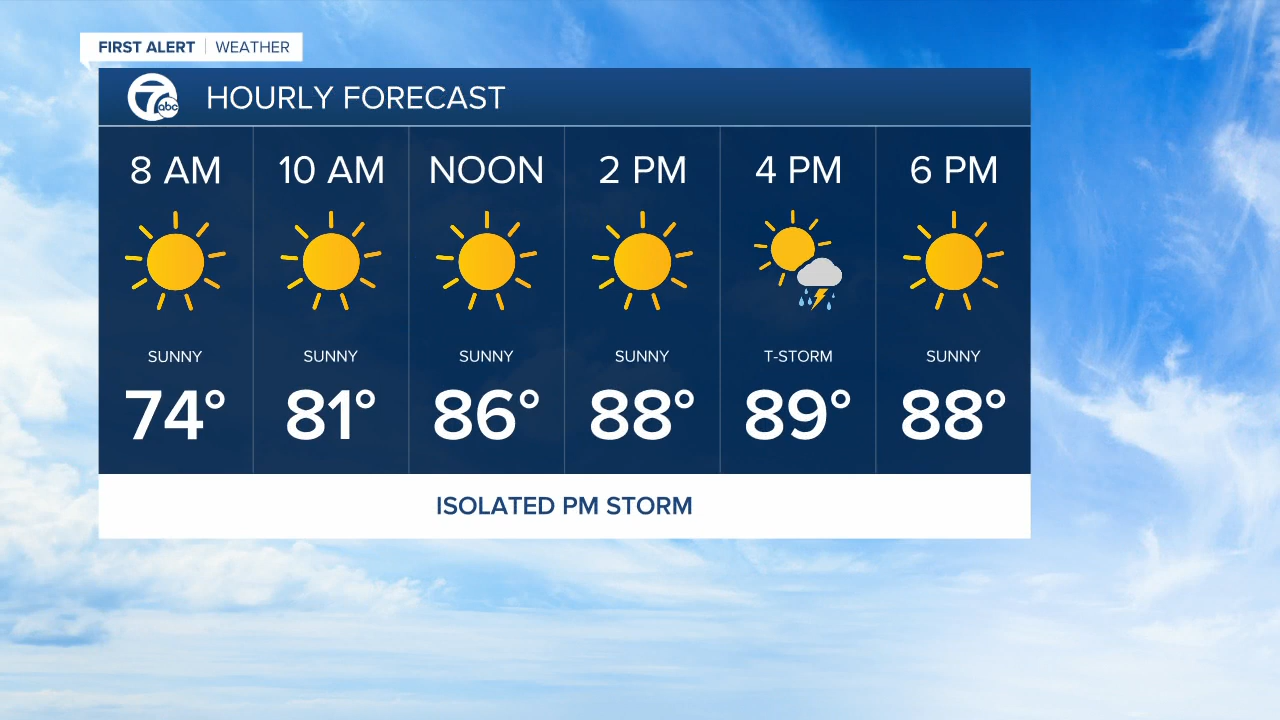 FIRST ALERT | WEATHER
7 abc HOURLY FORECAST
8 AM 10 AM NOON 2 PM 4 PM 6 PM
SUNNY SUNNY SUNNY SUNNY T-STORM SUNNY
74° 81° 86° 88° 89° 88°
ISOLATED PM STORM